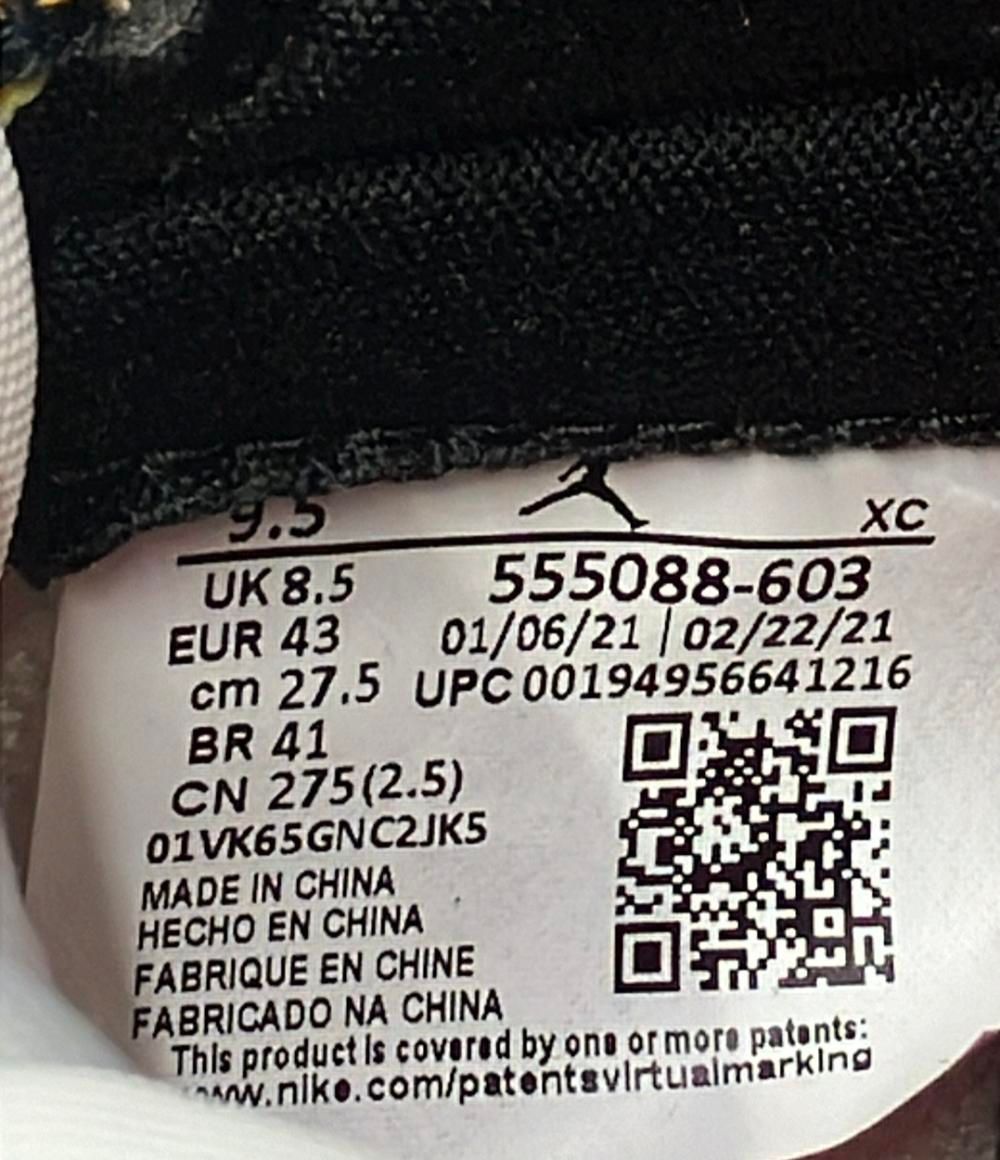 9.5 XC
UK 8.5 555088-603
EUR 43 01/06/21 | 02/22/21
cm 27.5 UPC 00194956641216
BR 41
CN 275(2.5)
01VK65GNC2JK5
MADE IN CHINA
HECHO EN CHINA
FABRIQUE EN CHINE
FABRICADO NA CHINA
This product is covered by one or more patents:
www.nike.com/patentsvirtualmarking